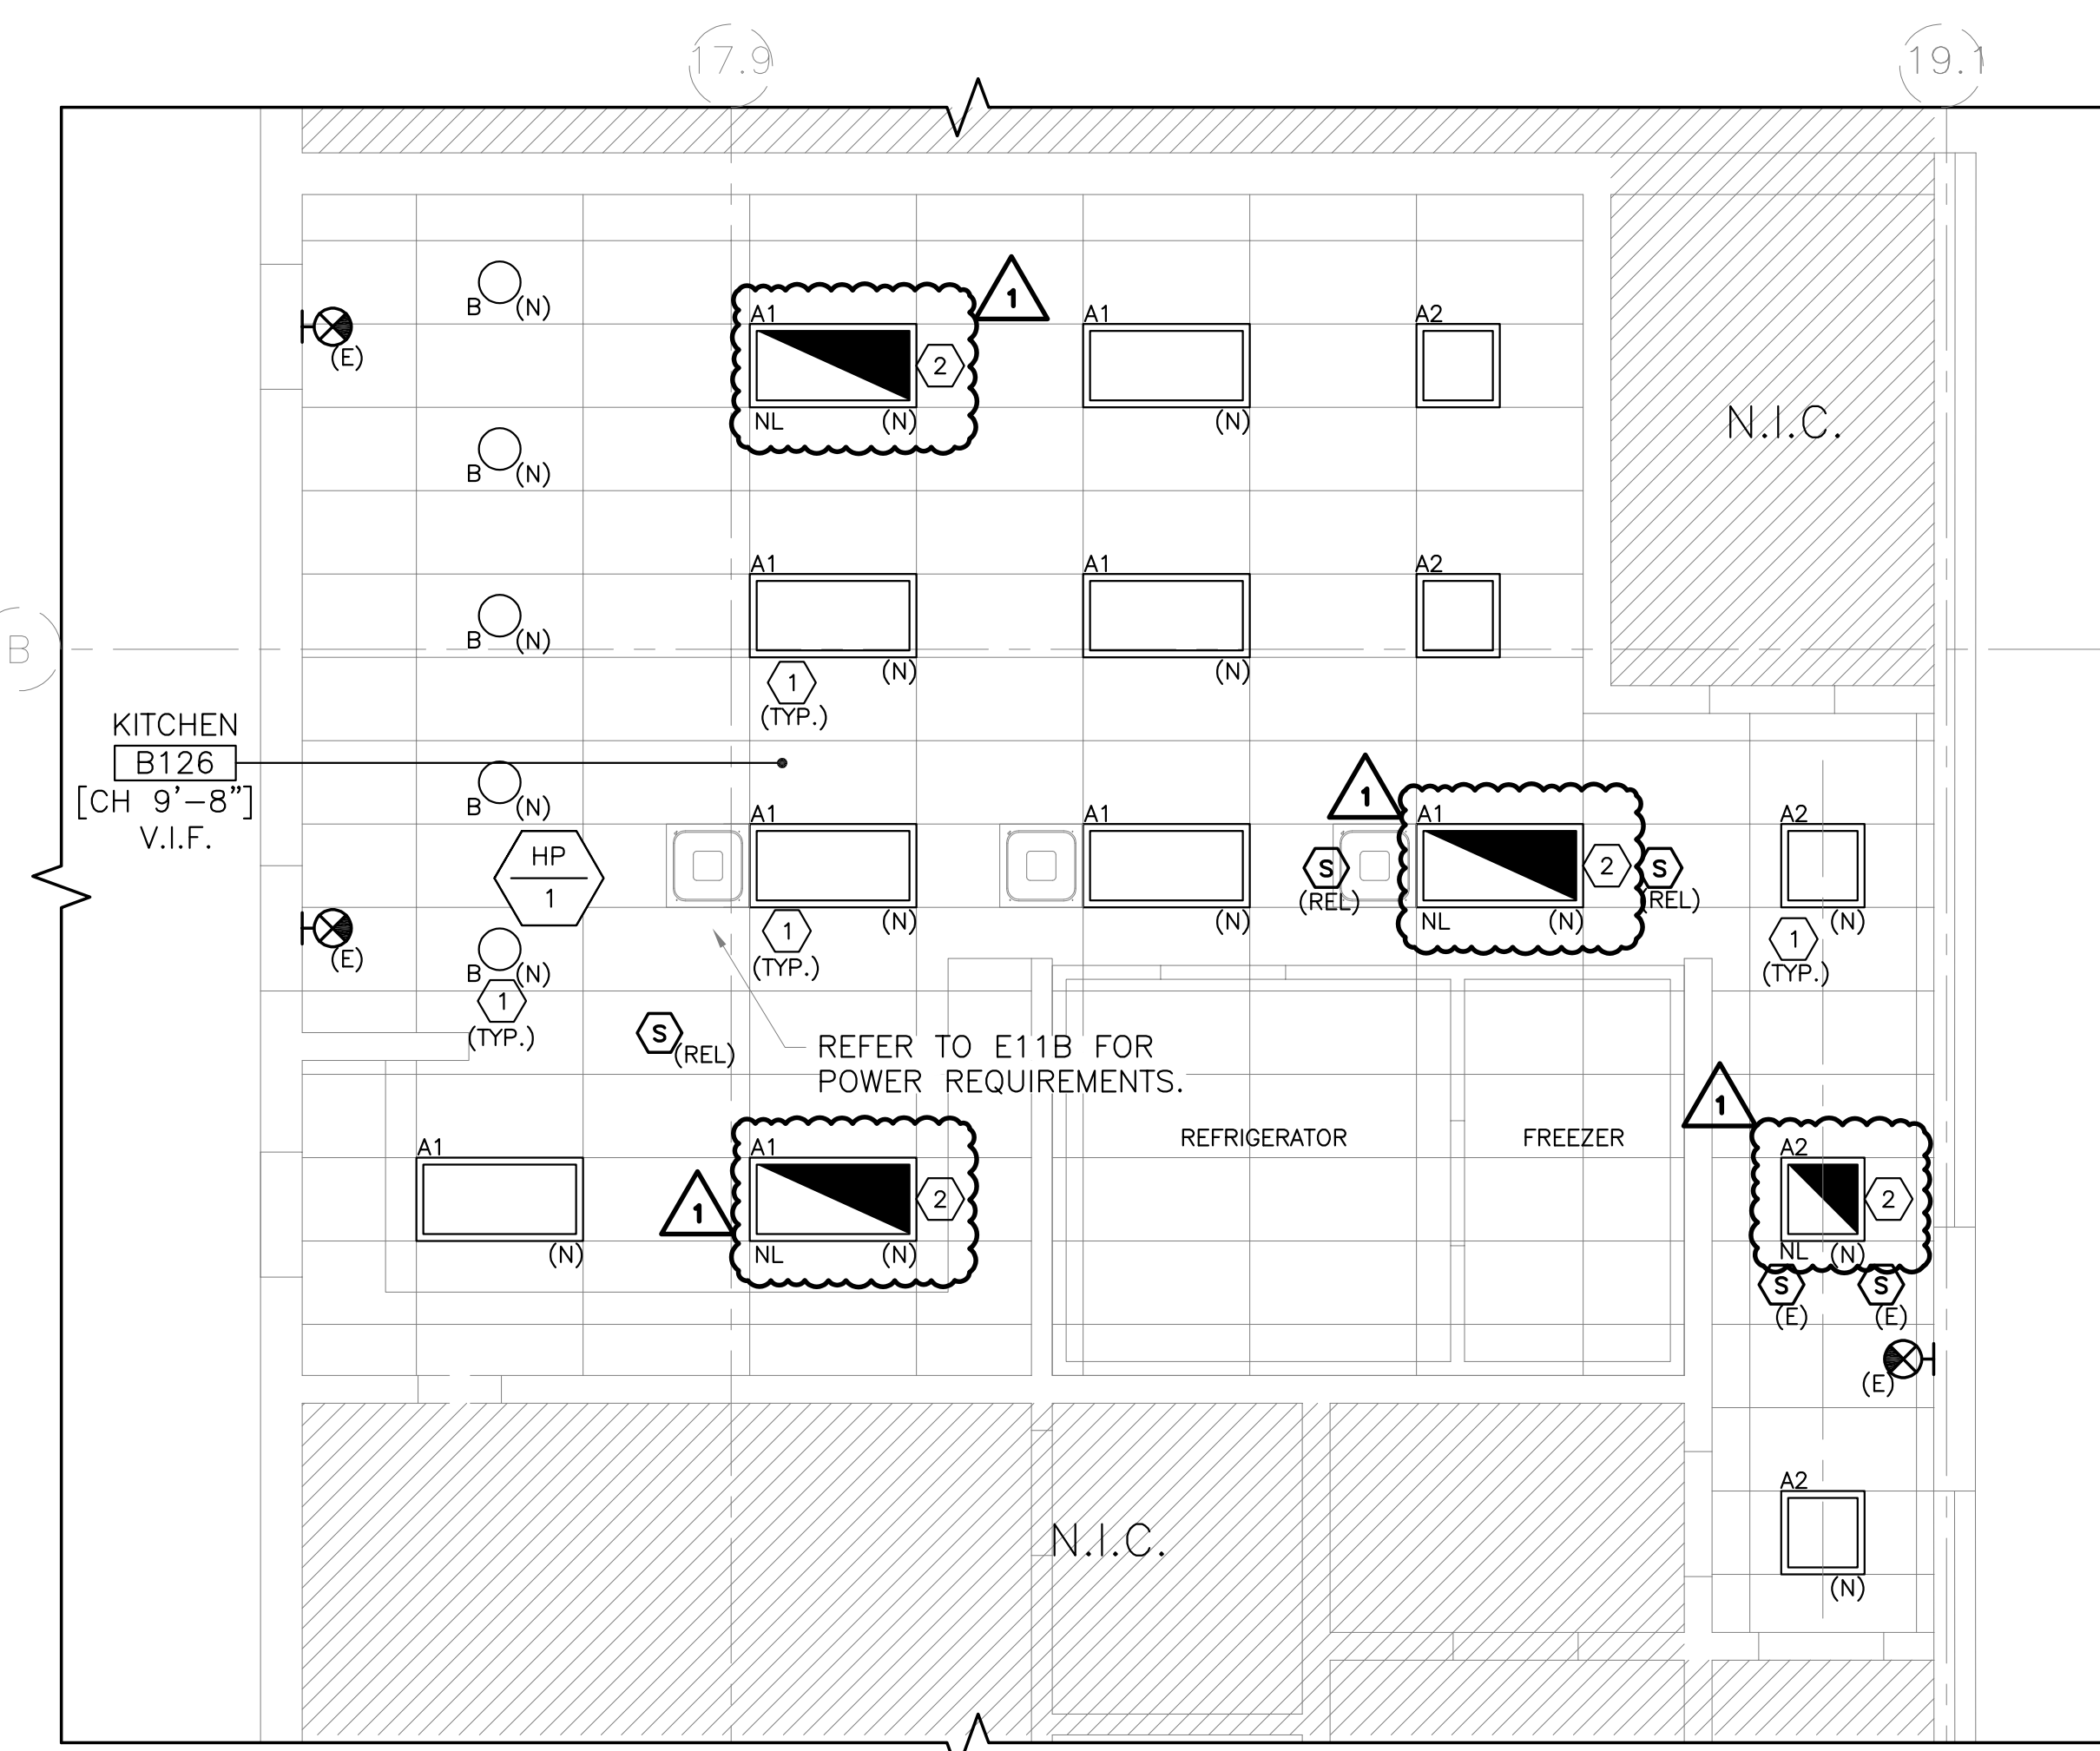 17.9
19.1
1
B
(N)
A1
A1
A2
(E)
2
NL
(N)
(N)
N.I.C.
B
(N)
A1
A1
A2
B
(N)
B
(N)
(N)
1
(TYP.)
KITCHEN
B126
[CH 9'-8"]
V.I.F.
B
(N)
1
A1
A1
A1
A2
HP
1
S
(REL)
2
S
(REL)
(N)
(N)
NL
(N)
(N)
1
(TYP.)
1
(TYP.)
(E)
B
(N)
1
(TYP.)
S
(REL)
REFER TO E11B FOR
POWER REQUIREMENTS.
REFRIGERATOR
FREEZER
1
A1
A1
A2
1
2
2
(N)
NL
(N)
NL
(N)
S
(E)
S
(E)
(E)
A2
(N)
N.I.C.